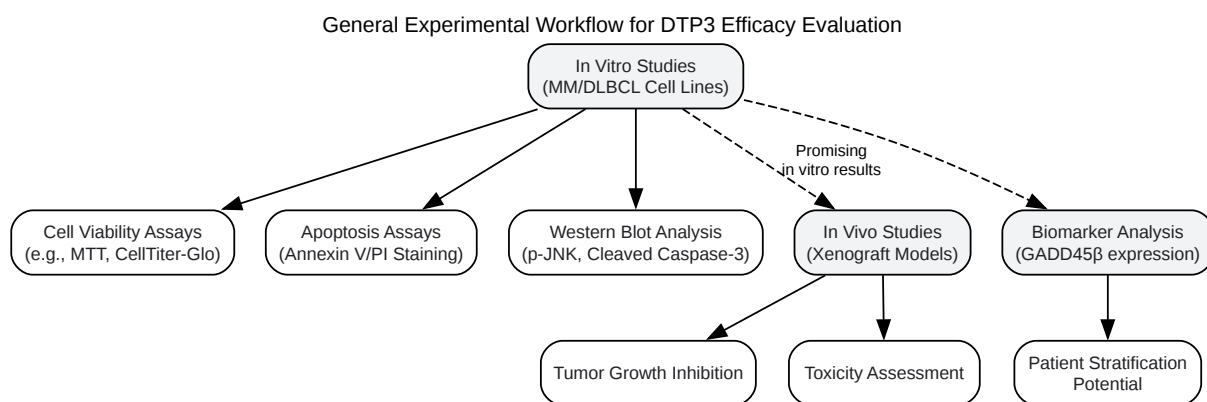 General Experimental Workflow for DTP3 Efficacy Evaluation
In Vitro Studies
(MM/DLBCL Cell Lines)
Promising
in vitro results
Cell Viability Assays
(e.g., MTT, CellTiter-Glo)
Apoptosis Assays
(Annexin V/PI Staining)
Western Blot Analysis
(p-JNK, Cleaved Caspase-3)
In Vivo Studies
(Xenograft Models)
Biomarker Analysis
(GADD45β expression)
Tumor Growth Inhibition
Toxicity Assessment
Patient Stratification
Potential